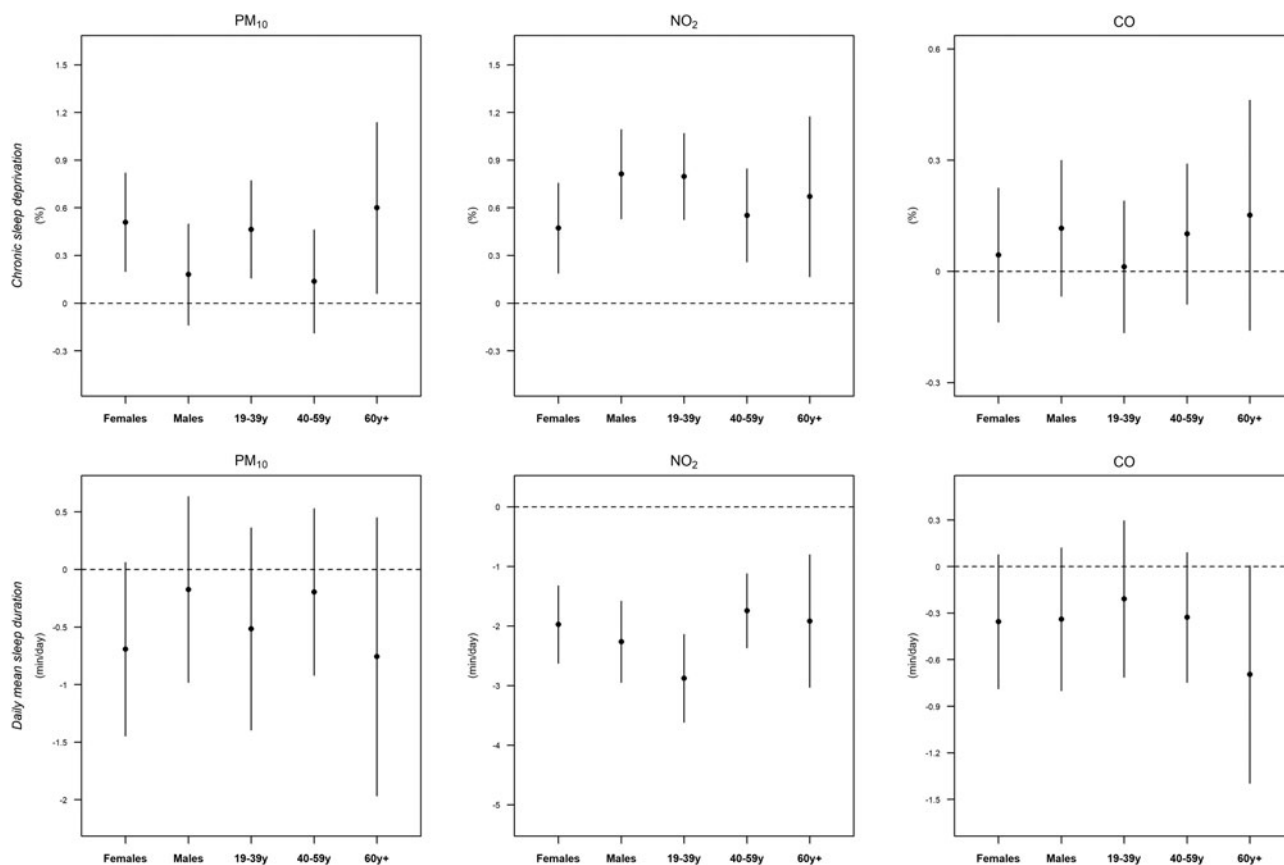 PM₁₀
NO₂
CO
Chronic sleep deprivation
(%)
1.5
1.2
0.9
0.6
0.3
0
-0.3
Females Males 19-39y 40-59y 60y+
(%)
1.5
1.2
0.9
0.6
0.3
0
-0.3
Females Males 19-39y 40-59y 60y+
(%)
0.6
0.3
0
-0.3
Females Males 19-39y 40-59y 60y+
PM₁₀
NO₂
CO
Daily mean sleep duration
(min/day)
0.5
0
-0.5
-1
-1.5
-2
Females Males 19-39y 40-59y 60y+
(min/day)
0
-1
-2
-3
-4
-5
Females Males 19-39y 40-59y 60y+
(min/day)
0.3
0
-0.3
-0.6
-0.9
-1.2
-1.5
Females Males 19-39y 40-59y 60y+